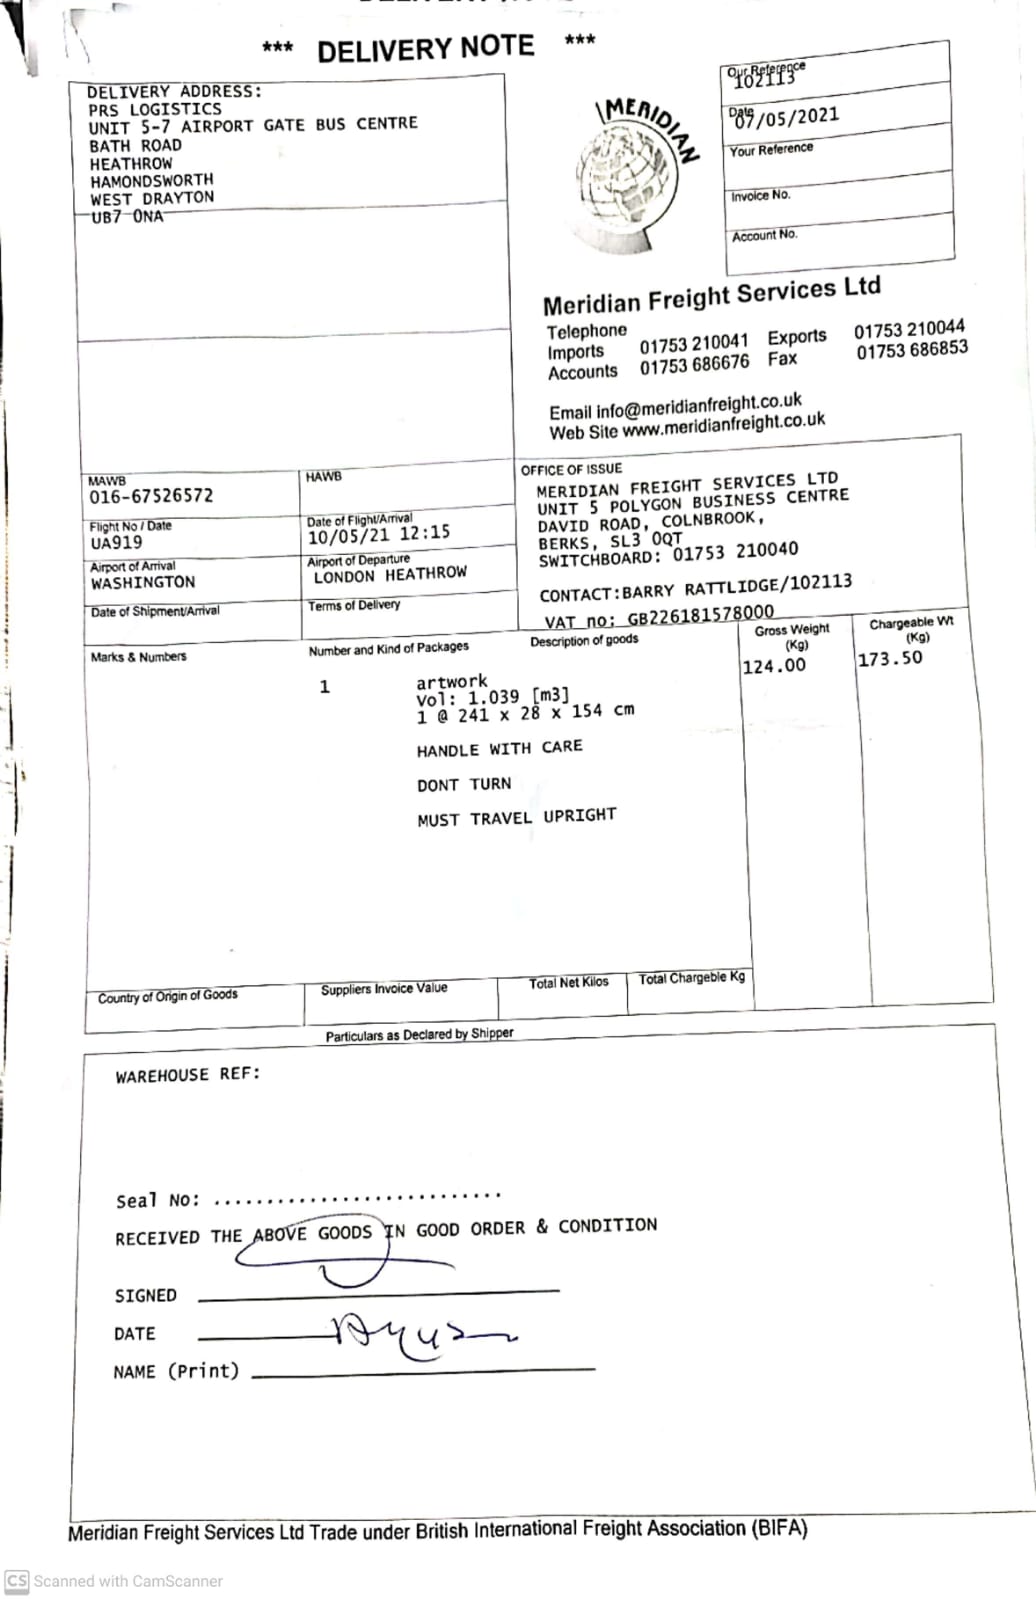 *** DELIVERY NOTE ***
DELIVERY ADDRESS:
PRS LOGISTICS
UNIT 5-7 AIRPORT GATE BUS CENTRE
BATH ROAD
HEATHROW
HAMONDSWORTH
WEST DRAYTON
UB7 0NA
MERIDIAN
Our Reference
102113
Date
07/05/2021
Your Reference
Invoice No.
Account No.
Meridian Freight Services Ltd
Telephone
Imports 01753 210041 Exports 01753 210044
Accounts 01753 686676 Fax 01753 686853
Email info@meridianfreight.co.uk
Web Site www.meridianfreight.co.uk
MAWB
016-67526572
HAWB
Flight No / Date
UA919
Date of Flight/Arrival
10/05/21 12:15
Airport of Arrival
WASHINGTON
Airport of Departure
LONDON HEATHROW
Date of Shipment/Arrival
Terms of Delivery
OFFICE OF ISSUE
MERIDIAN FREIGHT SERVICES LTD
UNIT 5 POLYGON BUSINESS CENTRE
DAVID ROAD, COLNBROOK,
BERKS, SL3 0QT
SWITCHBOARD: 01753 210040
CONTACT:BARRY RATTLIDGE/102113
VAT no: GB226181578000
Marks & Numbers
Number and Kind of Packages
Description of goods
Gross Weight
(Kg)
Chargeable Wt
(Kg)
1 artwork 124.00 173.50
Vol: 1.039 [m3]
1 @ 241 x 28 x 154 cm
HANDLE WITH CARE
DONT TURN
MUST TRAVEL UPRIGHT
Country of Origin of Goods
Suppliers Invoice Value
Total Net Kilos
Total Chargeble Kg
Particulars as Declared by Shipper
WAREHOUSE REF:
Seal No: ............................
RECEIVED THE ABOVE GOODS IN GOOD ORDER & CONDITION
SIGNED
DATE
NAME (Print)
Meridian Freight Services Ltd Trade under British International Freight Association (BIFA)
CS Scanned with CamScanner